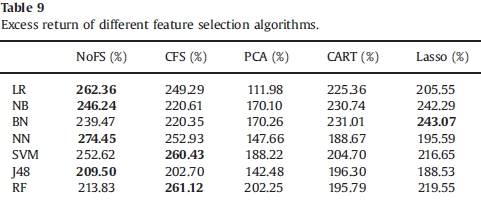 Table 9
Excess return of different feature selection algorithms.
NoFS (%) CFS (%) PCA (%) CART (%) Lasso (%)
LR 262.36 249.29 111.98 225.36 205.55
NB 246.24 220.61 170.10 230.74 242.29
BN 239.47 220.35 170.26 231.01 243.07
NN 274.45 252.93 147.66 188.67 195.59
SVM 252.62 260.43 188.22 204.70 216.65
J48 209.50 202.70 142.48 196.30 188.53
RF 213.83 261.12 202.25 195.79 219.55